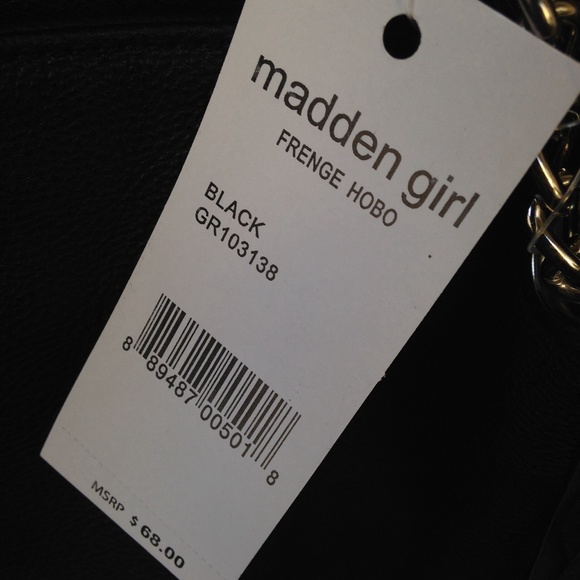 madden girl
FRENGE HOBO
BLACK
GR103138
8 89487 00501 8
MSRP $ 68.00